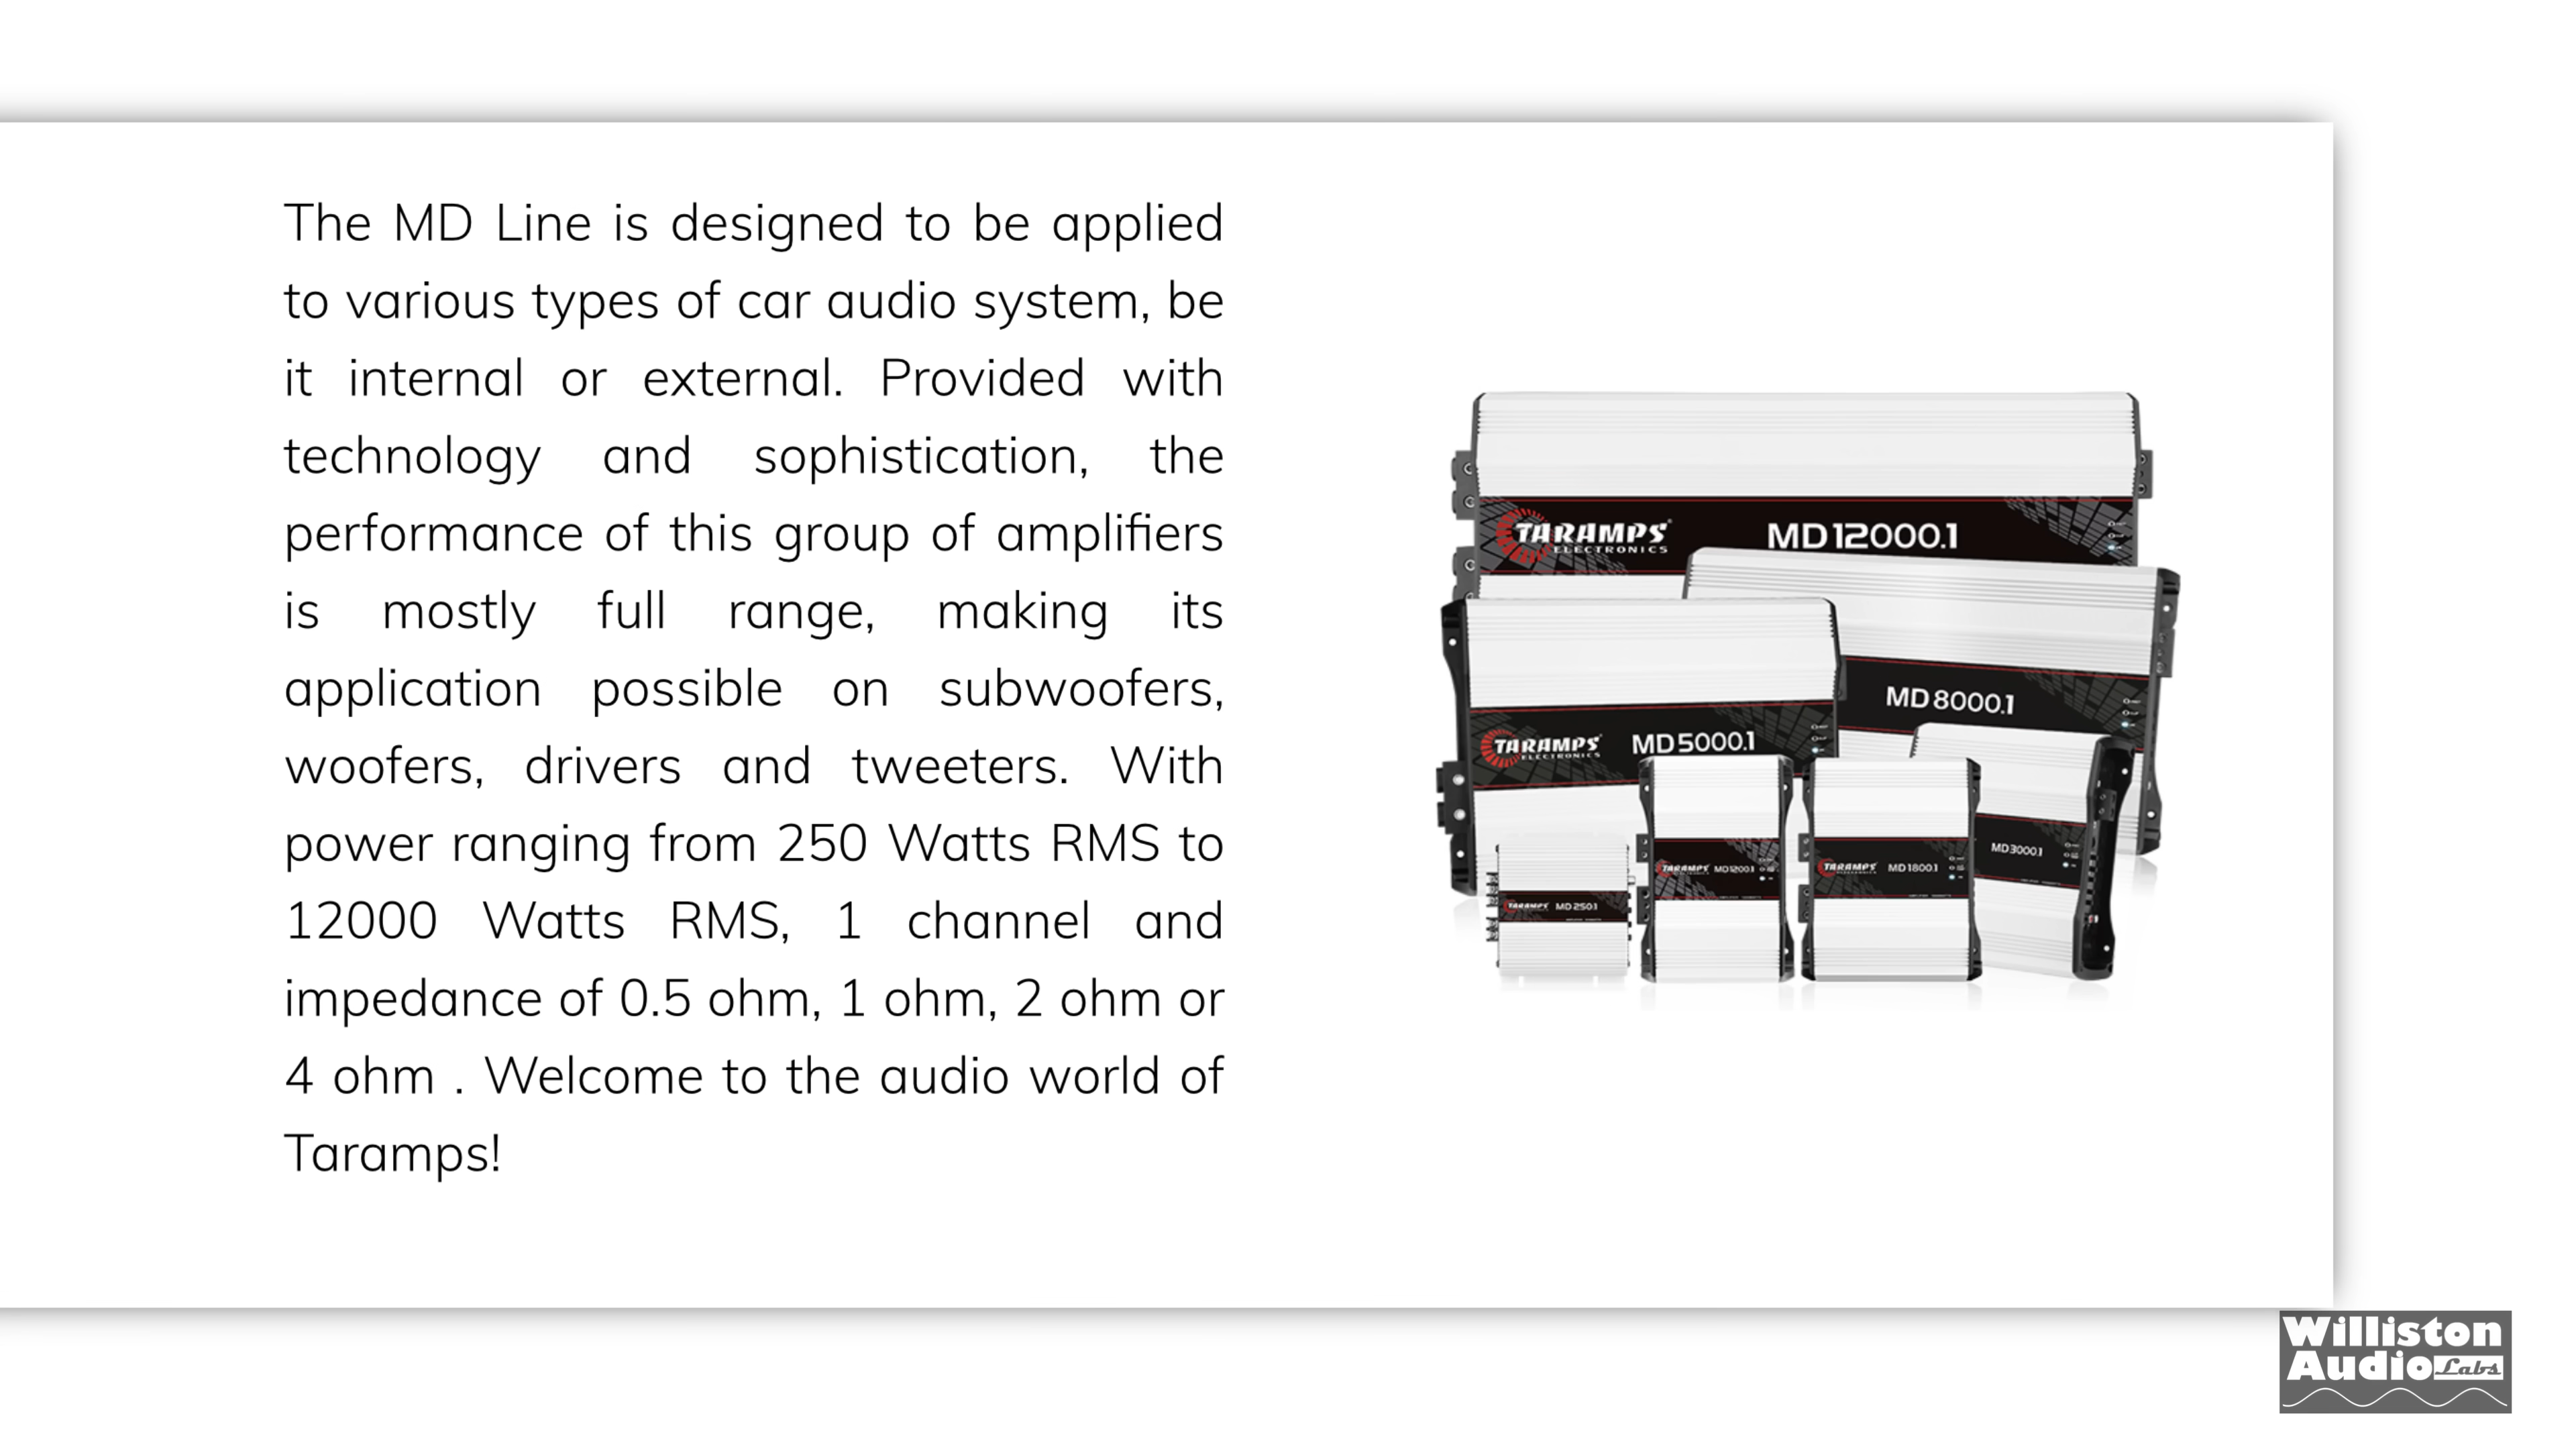 The MD Line is designed to be applied
to various types of car audio system, be
it internal or external. Provided with
technology and sophistication, the
performance of this group of amplifiers
is mostly full range, making its
application possible on subwoofers,
woofers, drivers and tweeters. With
power ranging from 250 Watts RMS to
12000 Watts RMS, 1 channel and
impedance of 0.5 ohm, 1 ohm, 2 ohm or
4 ohm . Welcome to the audio world of
Taramps!
TARAMPS
ELECTRONICS
MD12000.1
MD8000.1
TARAMPS
ELECTRONICS
MD5000.1
MD3000.1
TARAMPS MD1200.1
TARAMPS MD1800.1
TARAMPS MD250.1
Williston
Audio Labs